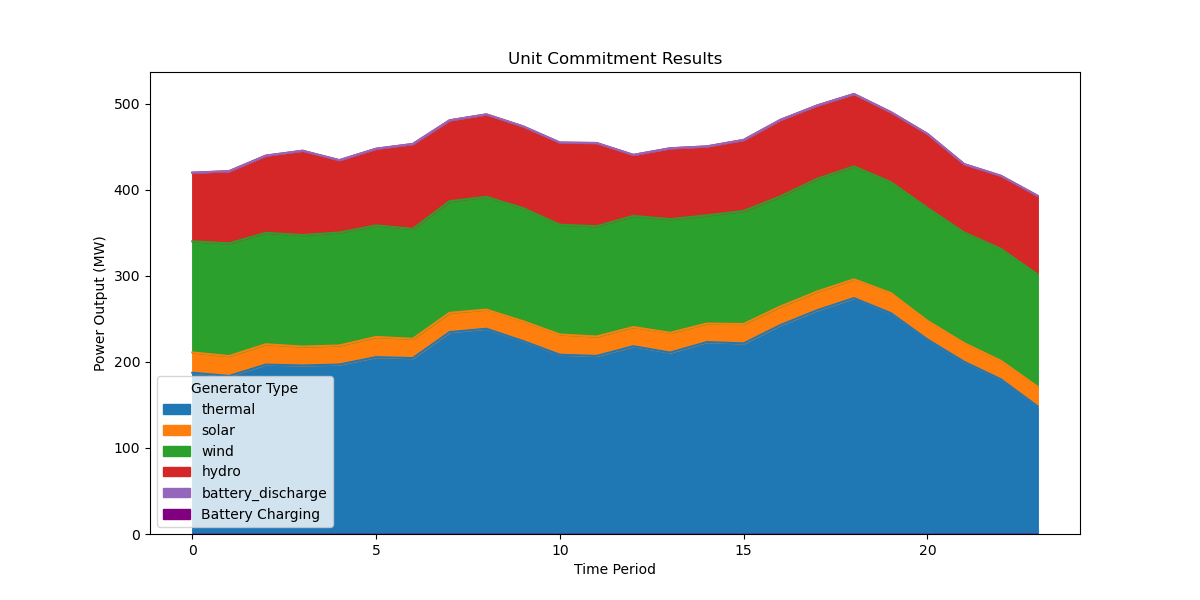 Unit Commitment Results
Power Output (MW)
500
400
300
200
100
0
Generator Type
thermal
solar
wind
hydro
battery_discharge
Battery Charging
0 5 10 15 20
Time Period